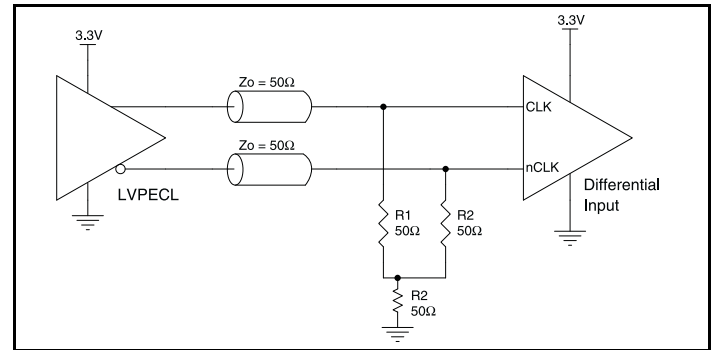 3.3V
3.3V
Zo = 50Ω
CLK
Zo = 50Ω
nCLK
LVPECL
Differential
Input
R1
50Ω
R2
50Ω
R2
50Ω